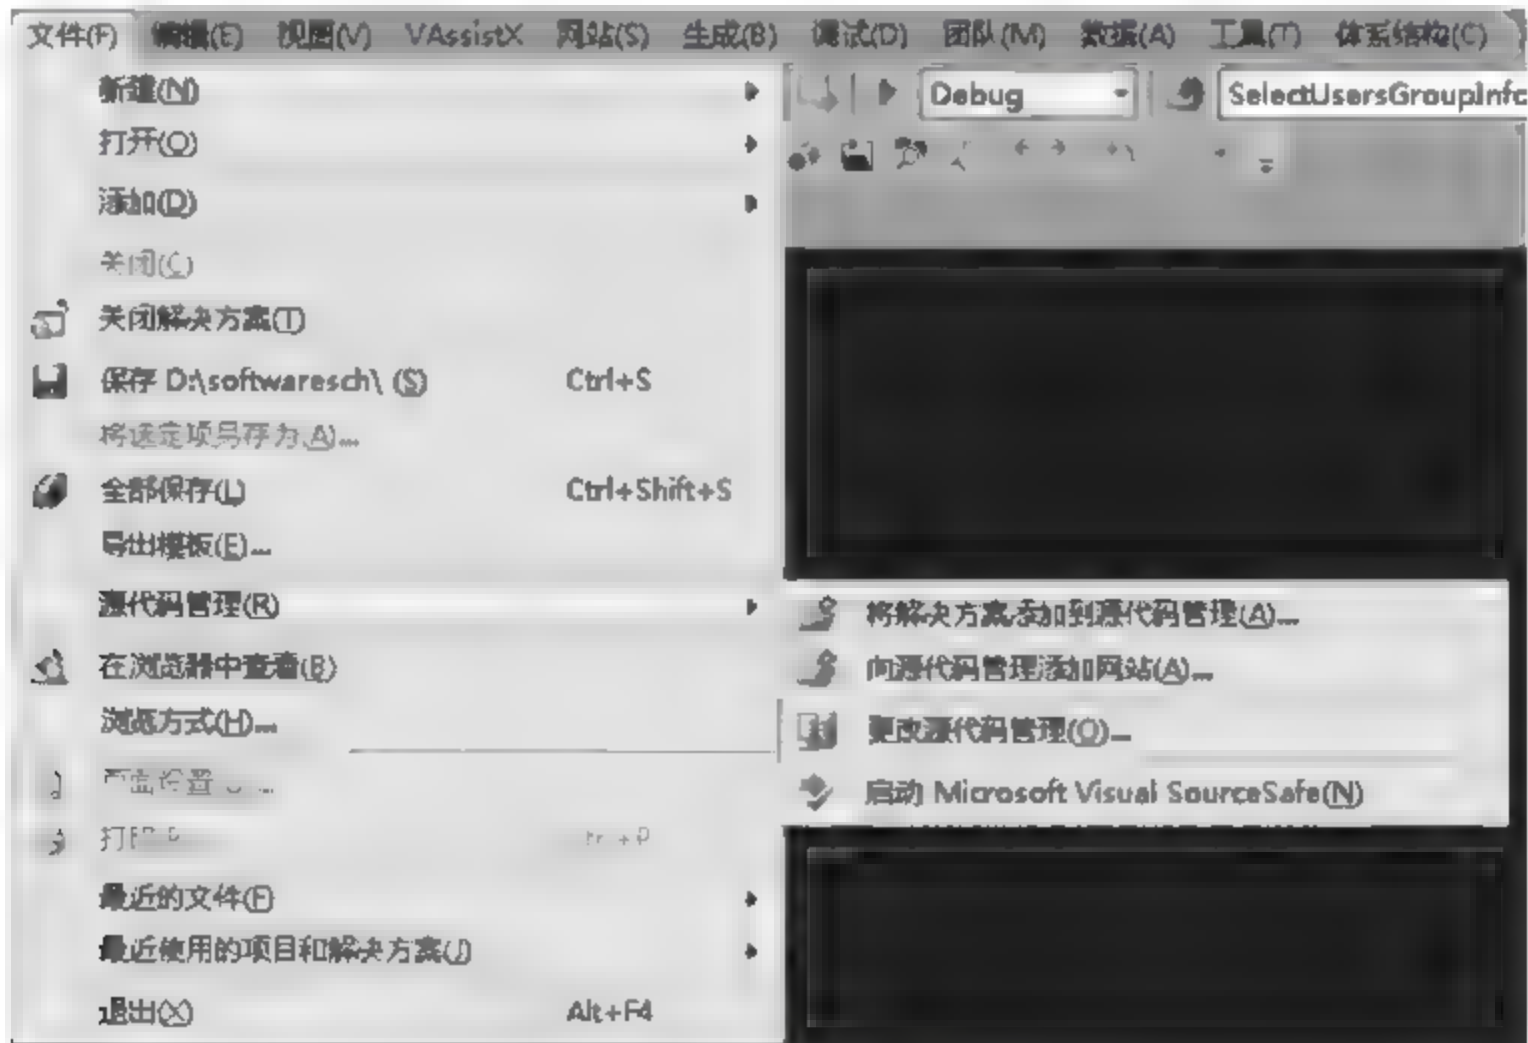 文件(F) 编辑(E) 视图(V) VAssistX 网站(S) 生成(B) 调试(D) 团队(M) 数据(A) 工具(T) 体系结构(C)
新建(N)
Debug SelectUsersGroupInfo
打开(O)
添加(D)
关闭(C)
关闭解决方案(T)
保存 D:\softwaresch\ (S) Ctrl+S
将选定项另存为(A)...
全部保存(L) Ctrl+Shift+S
导出模板(E)...
源代码管理(R)
将解决方案添加到源代码管理(A)...
在浏览器中查看(B)
向源代码管理添加网站(A)...
浏览方式(H)...
更改源代码管理(O)...
页面设置
启动 Microsoft Visual SourceSafe(N)
打印
最近的文件(F)
最近使用的项目和解决方案(J)
退出(X) Alt+F4